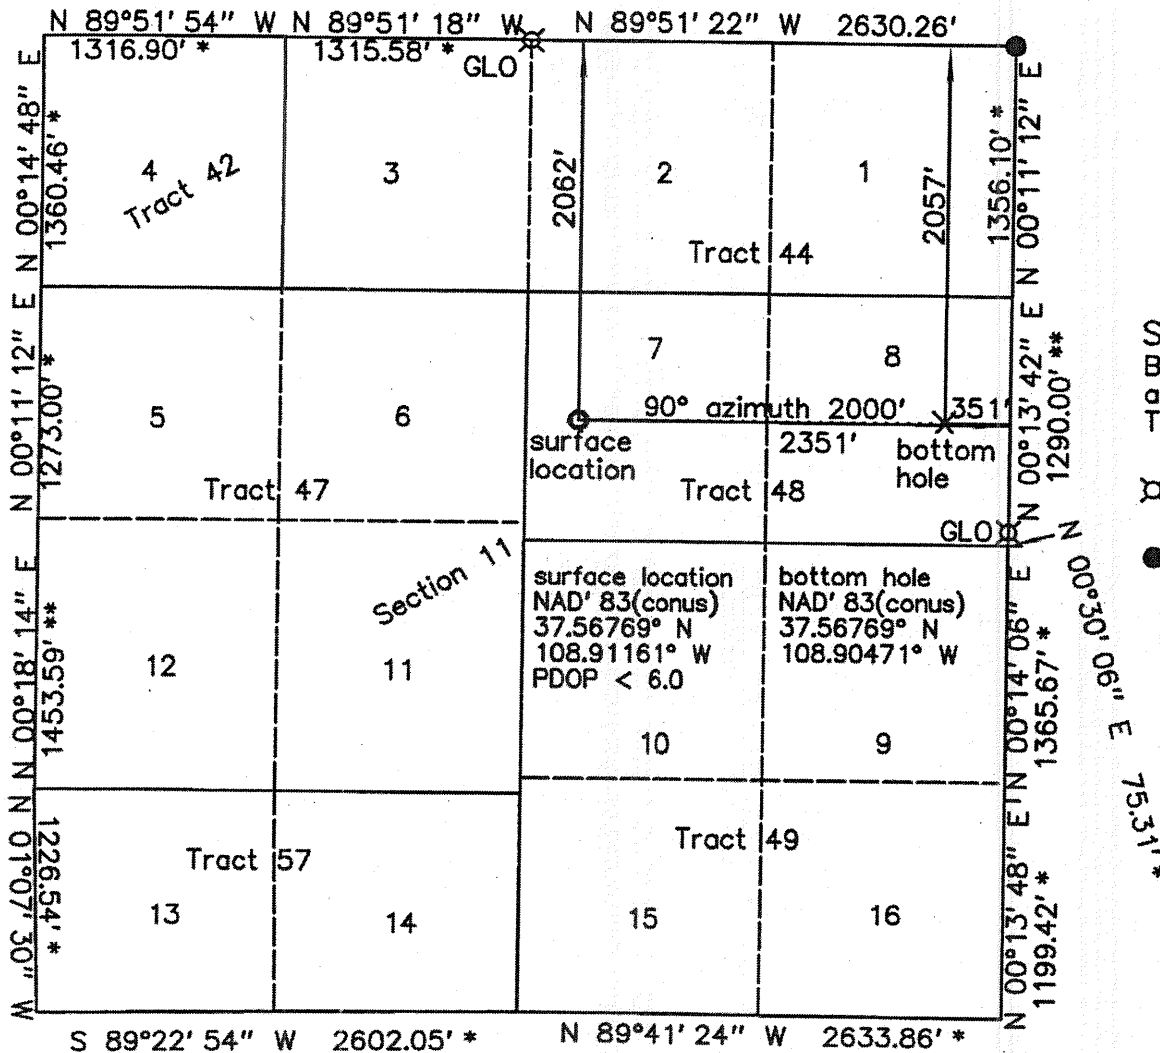 N 89°51' 54" W N 89°51' 18" W N 89°51' 22" W 2630.26'
1316.90' * 1315.58' *
GLO
N 00°14' 48" E
1360.46' *
4
Tract 42
3
2062'
2
1
2057'
1356.10' *
N 00°11' 12" E
Tract 44
N 00°11' 12" E
1273.00' *
5
6
7
8
90° azimuth 2000' 351'
2351'
surface
location
bottom
hole
N 00°13' 42" E
1290.00' **
S
B
T
Tract 47
Tract 48
GLO
N 00°30' 06" E 75.31' *
Section 11
N 00°18' 14" E
1453.59' **
12
11
surface location
NAD' 83(conus)
37.56769° N
108.91161° W
PDOP < 6.0
bottom hole
NAD' 83(conus)
37.56769° N
108.90471° W
10
9
N 00°14' 06" E
1365.67' *
N 01°07' 30" W
1226.54' *
Tract 57
Tract 49
13
14
15
16
N 00°13' 48" E
1199.42' *
S 89°22' 54" W 2602.05' * N 89°41' 24" W 2633.86' *